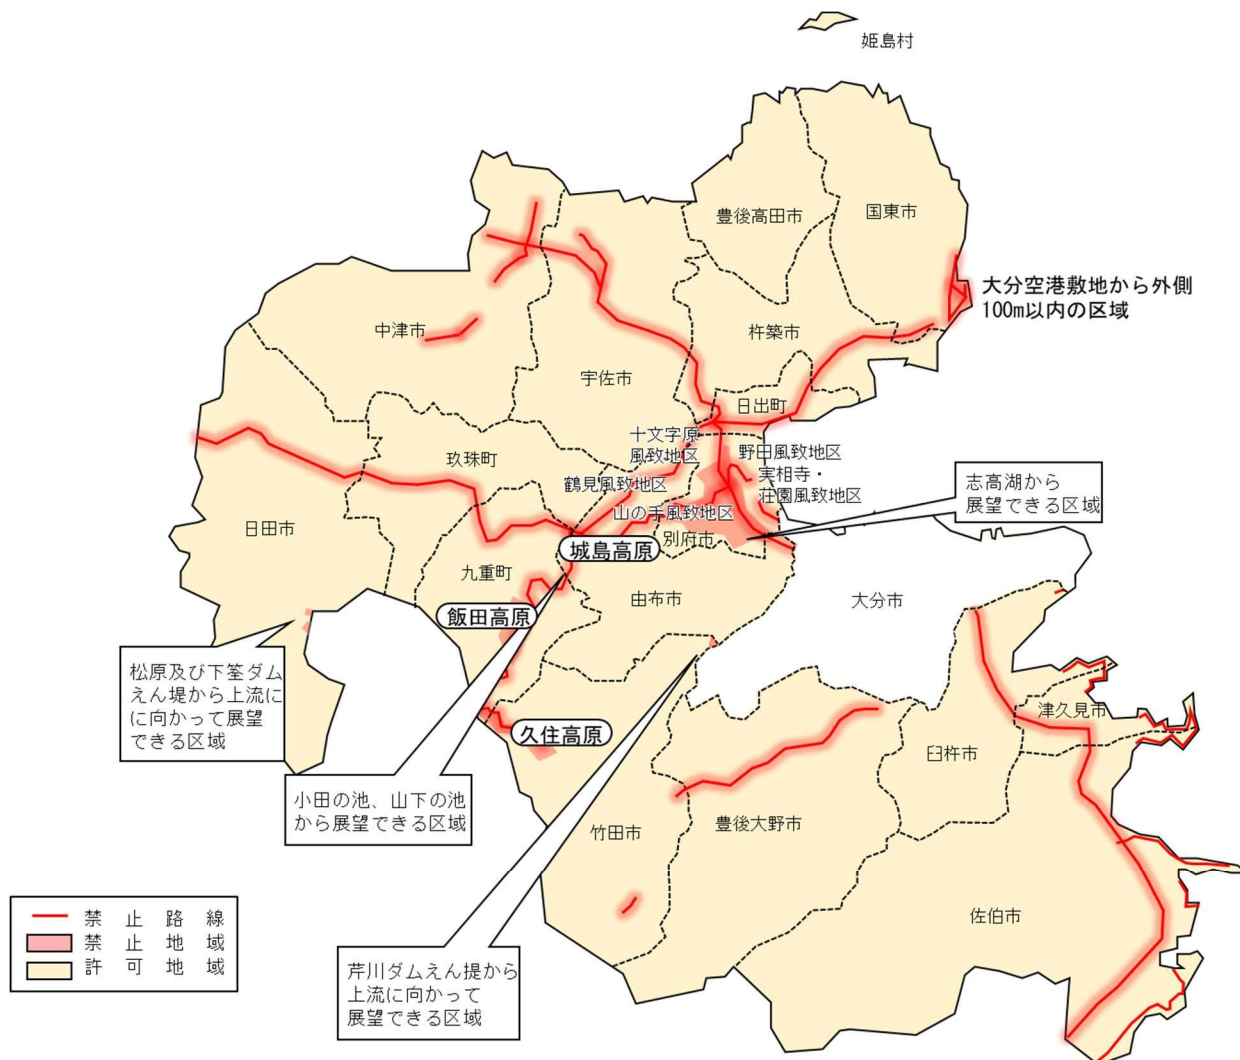 姫島村
豊後高田市
国東市
大分空港敷地から外側
100m以内の区域
中津市
杵築市
宇佐市
日出町
十文字原
風致地区
野田風致地区
実相寺・
荘園風致地区
玖珠町
鶴見風致地区
山の手風致地区
志高湖から
展望できる区域
日田市
別府市
城島高原
九重町
由布市
大分市
飯田高原
松原及び下筌ダム
えん堤から上流に
に向かって展望
できる区域
津久見市
久住高原
臼杵市
小田の池、山下の池
から展望できる区域
竹田市
豊後大野市
佐伯市
禁止路線
禁止地域
許可地域
芹川ダムえん堤から
上流に向かって
展望できる区域